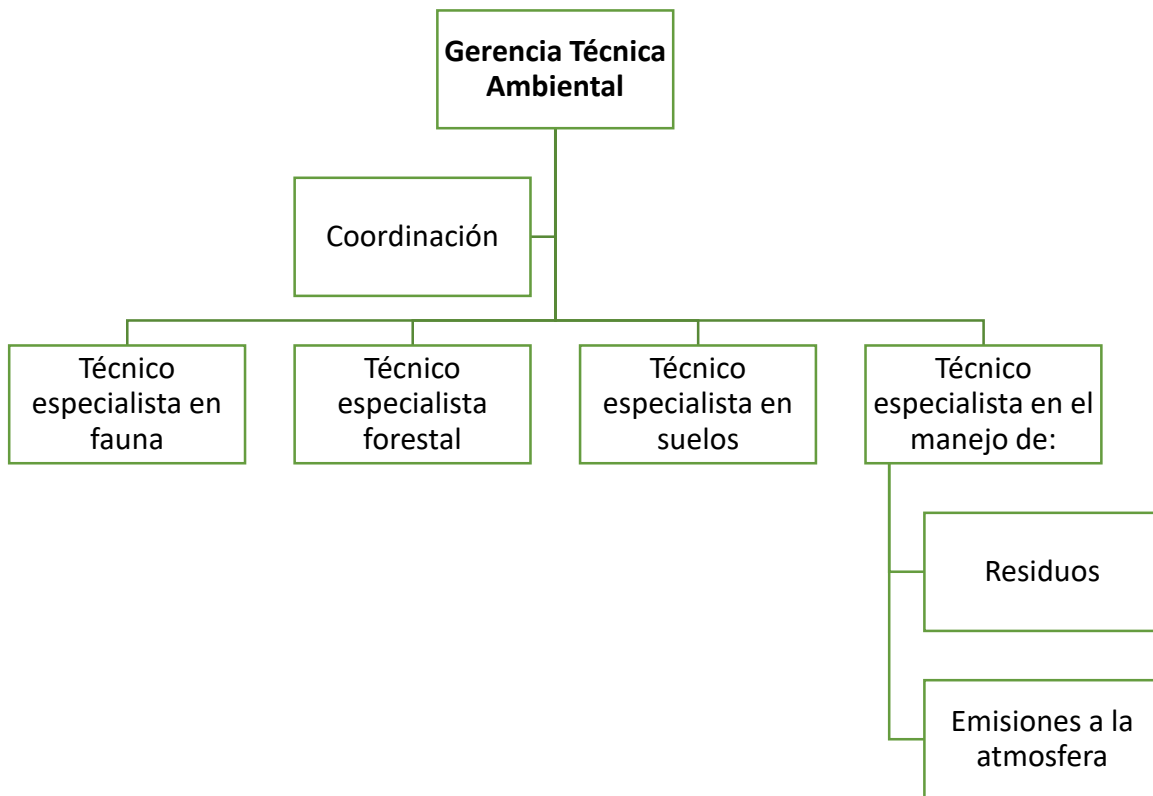 Gerencia Técnica
Ambiental
Coordinación
Técnico
especialista en
fauna
Técnico
especialista
forestal
Técnico
especialista en
suelos
Técnico
especialista en el
manejo de:
Residuos
Emisiones a la
atmosfera